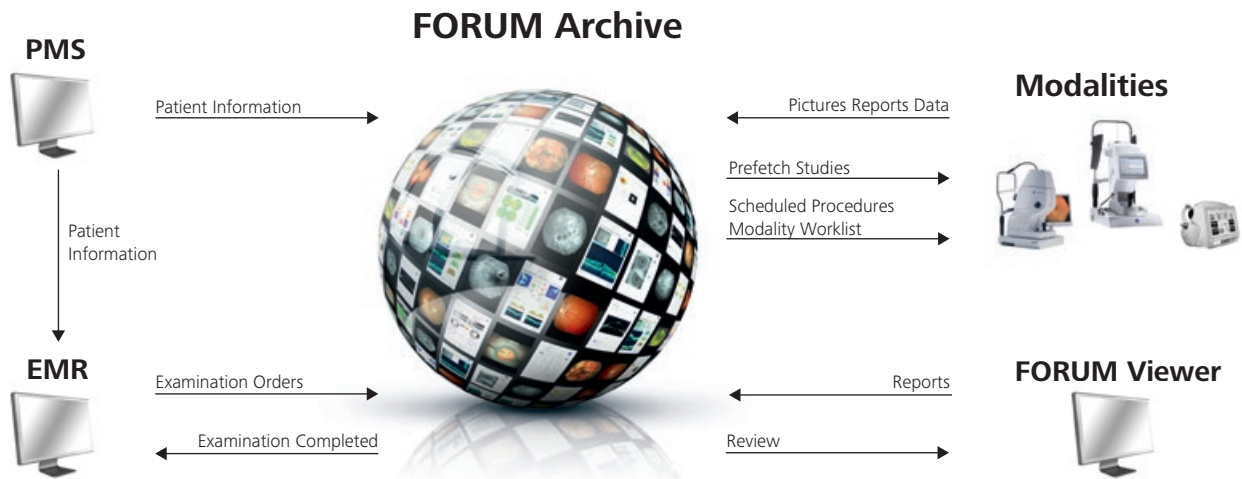 FORUM Archive
PMS
Modalities
Patient Information
Pictures Reports Data
Prefetch Studies
Scheduled Procedures
Modality Worklist
Patient
Information
EMR
FORUM Viewer
Examination Orders
Reports
Examination Completed
Review